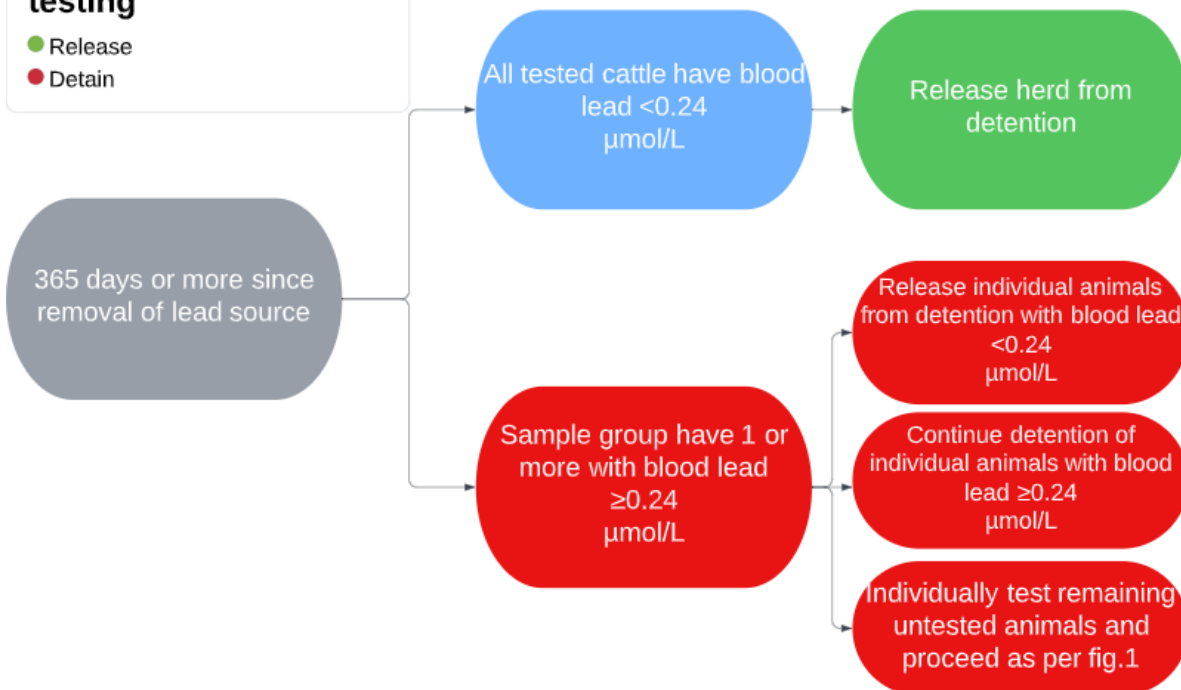 testing
Release
Detain
All tested cattle have blood
lead <0.24
µmol/L
Release herd from
detention
365 days or more since
removal of lead source
Sample group have 1 or
more with blood lead
≥0.24
µmol/L
Release individual animals
from detention with blood lead
<0.24
µmol/L
Continue detention of
individual animals with blood
lead ≥0.24
µmol/L
Individually test remaining
untested animals and
proceed as per fig.1